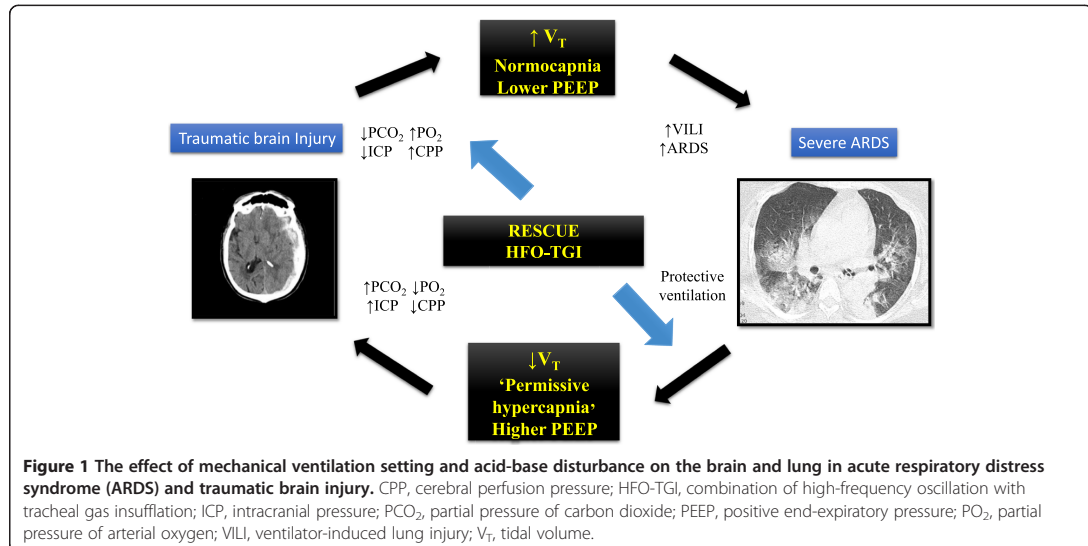 ↑ V_T
Normocapnia
Lower PEEP
Traumatic brain Injury
↓PCO₂ ↑PO₂
↓ICP ↑CPP
↑VILI
↑ARDS
Severe ARDS
RESCUE
HFO-TGI
↑PCO₂ ↓PO₂
↑ICP ↓CPP
Protective
ventilation
↓V_T
‘Permissive
hypercapnia’
Higher PEEP
Figure 1 The effect of mechanical ventilation setting and acid-base disturbance on the brain and lung in acute respiratory distress
syndrome (ARDS) and traumatic brain injury. CPP, cerebral perfusion pressure; HFO-TGI, combination of high-frequency oscillation with
tracheal gas insufflation; ICP, intracranial pressure; PCO₂, partial pressure of carbon dioxide; PEEP, positive end-expiratory pressure; PO₂, partial
pressure of arterial oxygen; VILI, ventilator-induced lung injury; V_T, tidal volume.